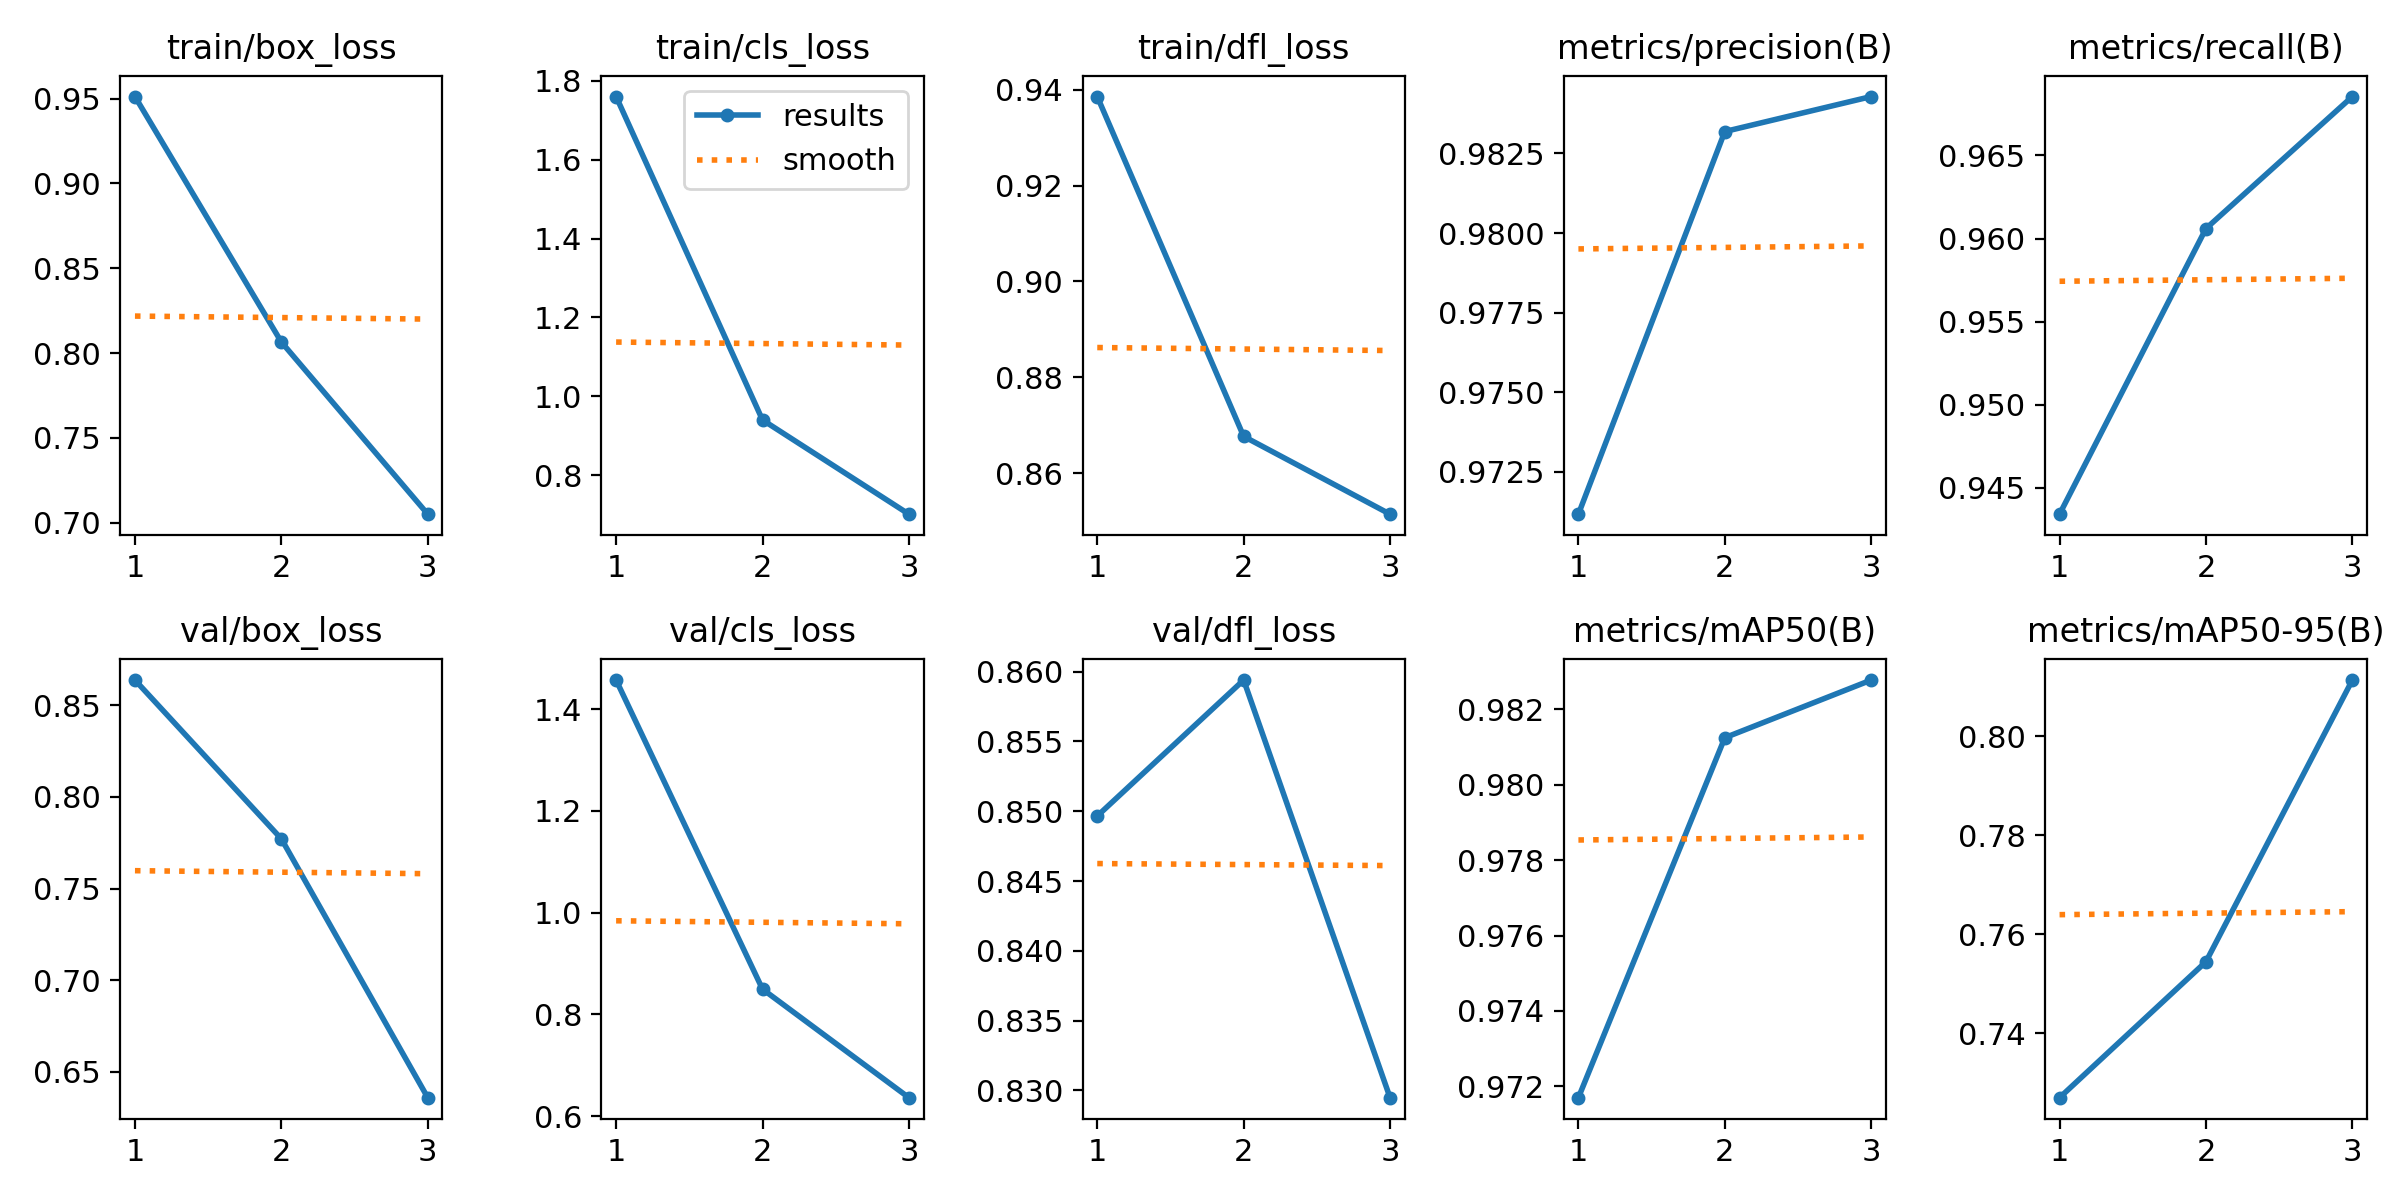 train/box_loss
0.95
0.90
0.85
0.80
0.75
0.70
1 2 3
train/cls_loss
1.8
1.6
1.4
1.2
1.0
0.8
results
smooth
1 2 3
train/dfl_loss
0.94
0.92
0.90
0.88
0.86
1 2 3
metrics/precision(B)
0.9825
0.9800
0.9775
0.9750
0.9725
1 2 3
metrics/recall(B)
0.965
0.960
0.955
0.950
0.945
1 2 3
val/box_loss
0.85
0.80
0.75
0.70
0.65
1 2 3
val/cls_loss
1.4
1.2
1.0
0.8
0.6
1 2 3
val/dfl_loss
0.860
0.855
0.850
0.845
0.840
0.835
0.830
1 2 3
metrics/mAP50(B)
0.982
0.980
0.978
0.976
0.974
0.972
1 2 3
metrics/mAP50-95(B)
0.80
0.78
0.76
0.74
1 2 3